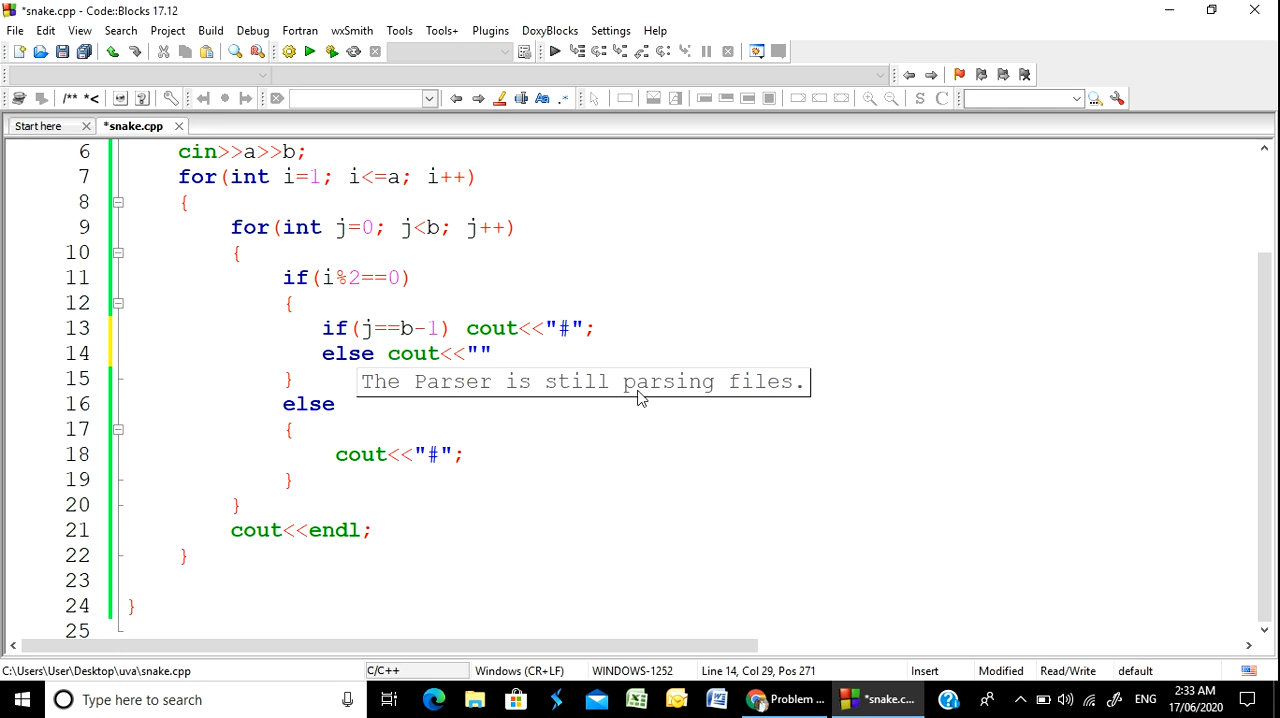 *snake.cpp - Code::Blocks 17.12
File Edit View Search Project Build Debug Fortran wxSmith Tools Tools+ Plugins DoxyBlocks Settings Help
/** *< Aa .* S C
Start here *snake.cpp
6 cin>>a>>b;
7 for(int i=1; i<=a; i++)
8 {
9 for(int j=0; j<b; j++)
10 {
11 if(i%2==0)
12 {
13 if(j==b-1) cout<<"#";
14 else cout<<""
15 }
The Parser is still parsing files.
16 else
17 {
18 cout<<"#";
19 }
20 }
21 cout<<endl;
22 }
23
24 }
25
C:\Users\User\Desktop\uva\snake.cpp C/C++ Windows (CR+LF) WINDOWS-1252 Line 14, Col 29, Pos 271 Insert Modified Read/Write default
Type here to search Problem ... *snake.c... ENG 2:33 AM
17/06/2020